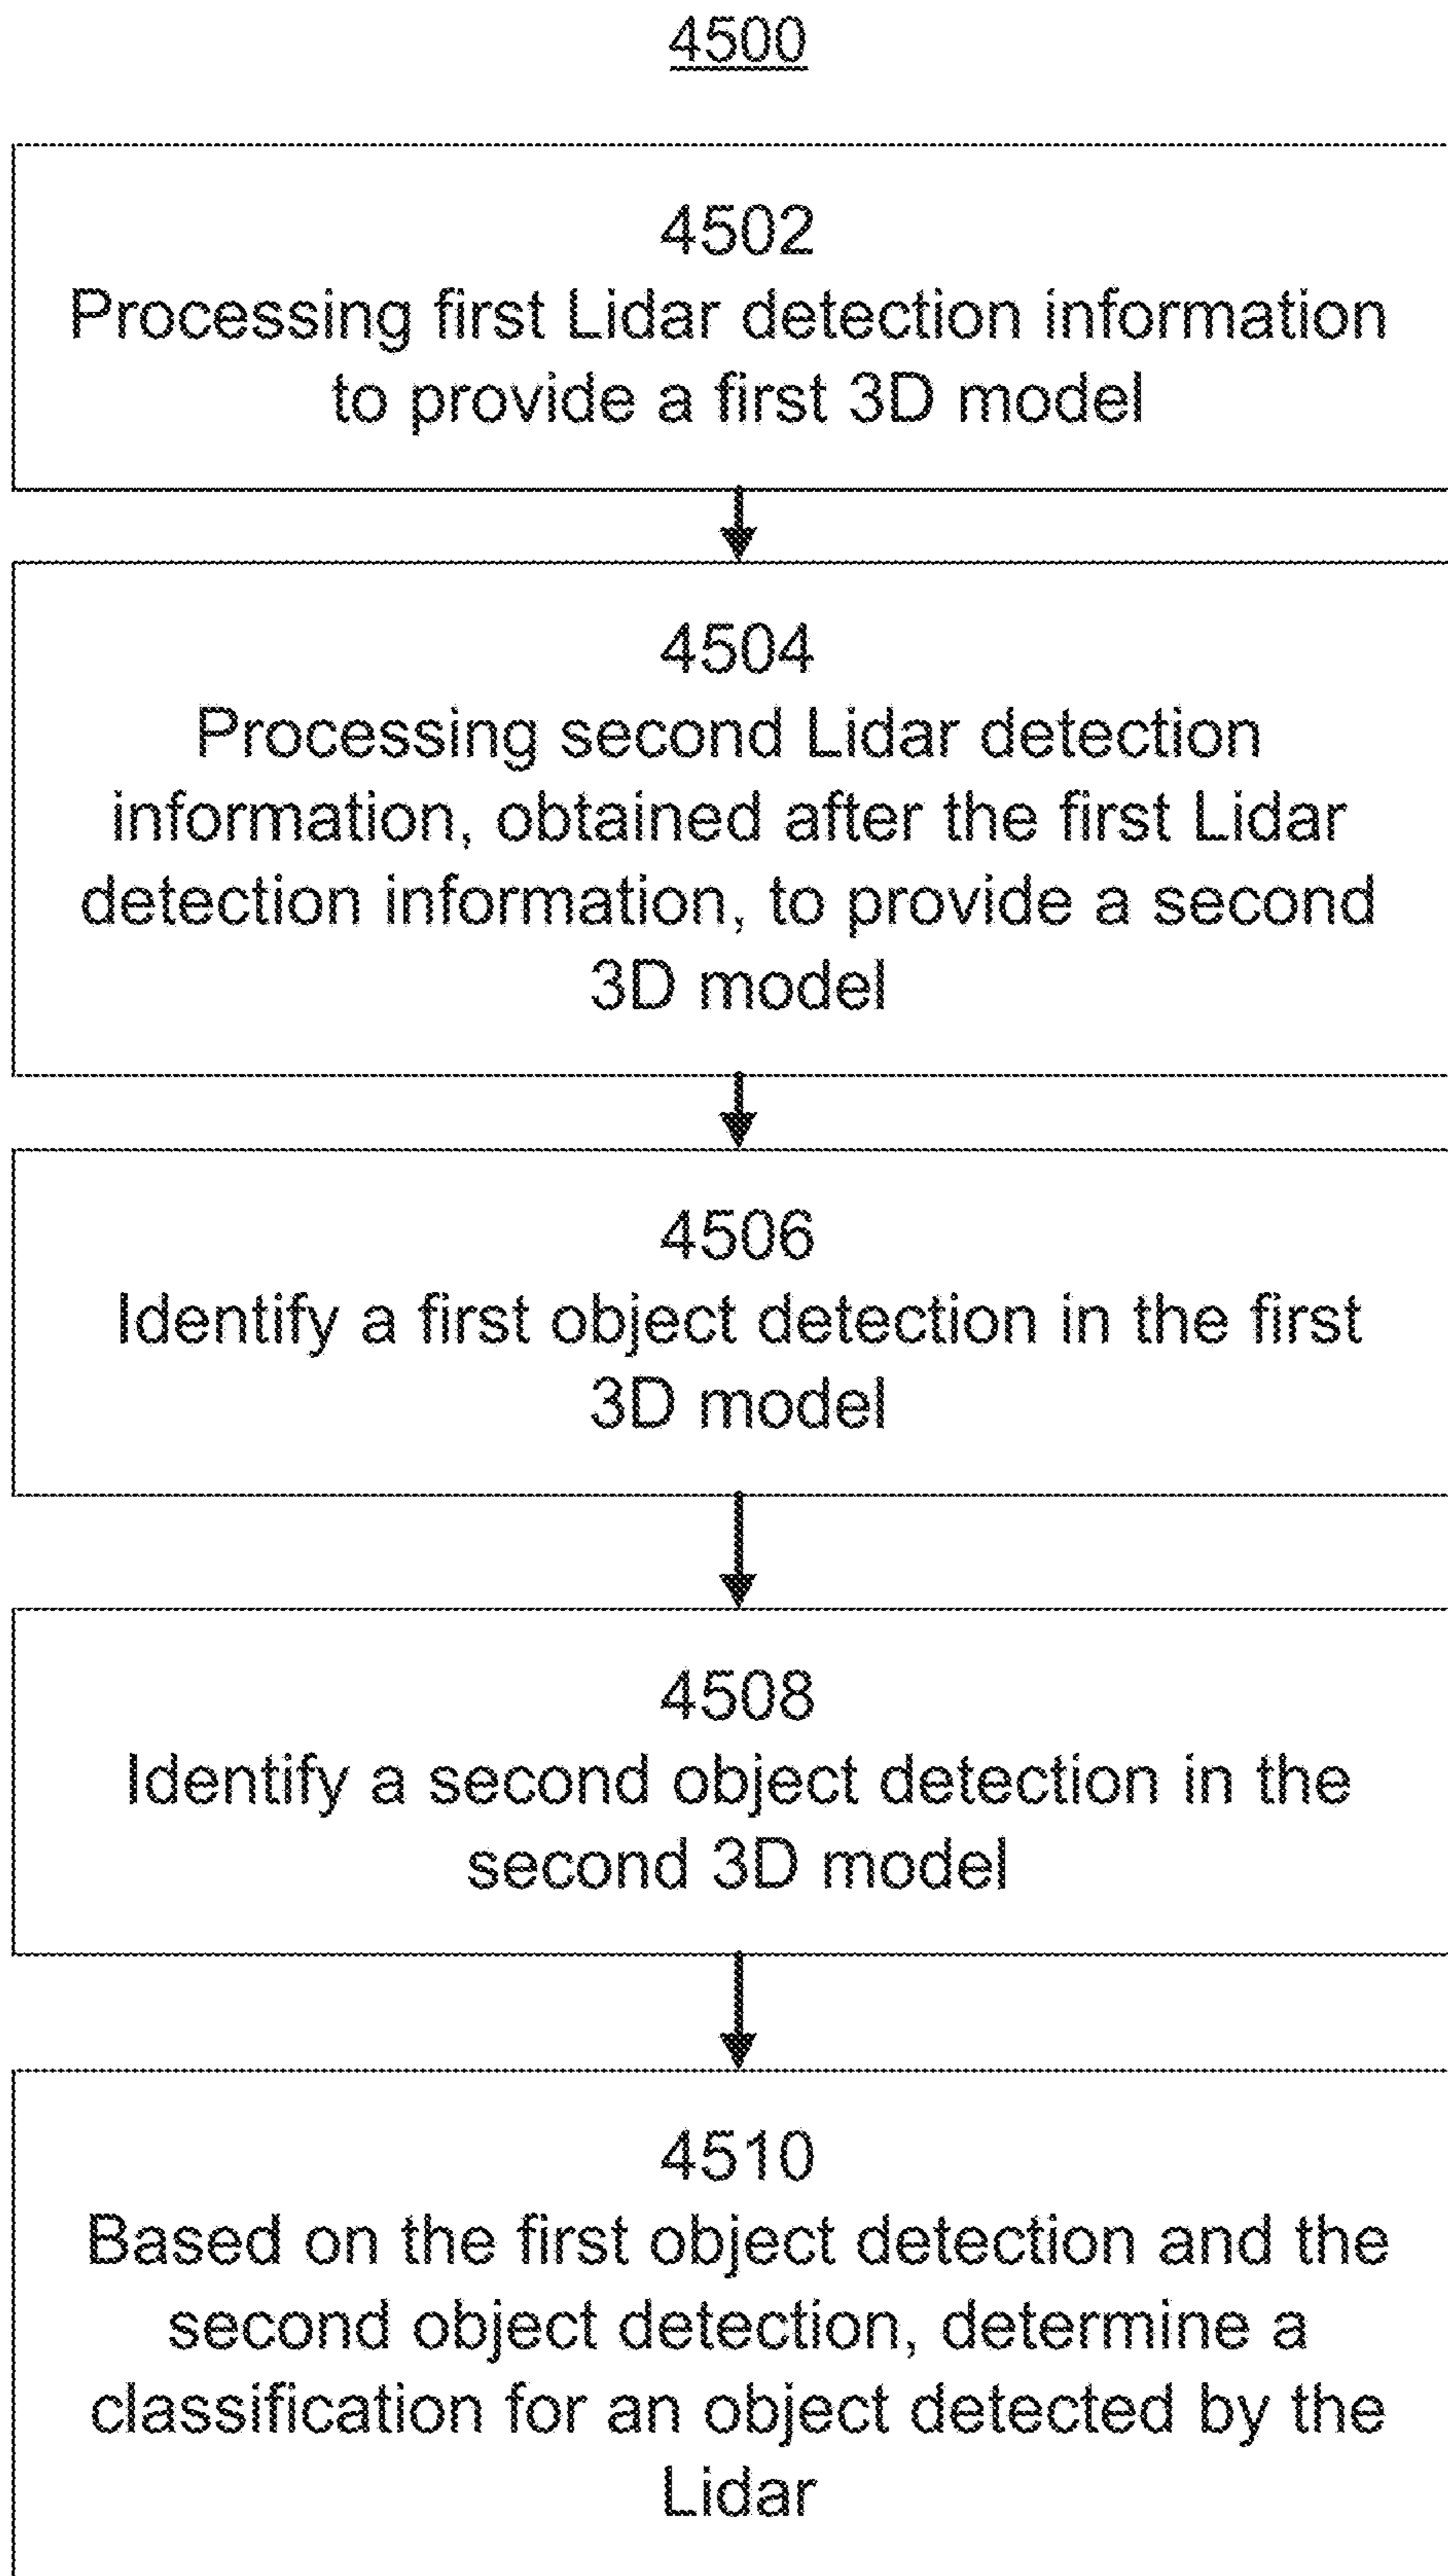 4500
4502
Processing first Lidar detection information
to provide a first 3D model
4504
Processing second Lidar detection
information, obtained after the first Lidar
detection information, to provide a second
3D model
4506
Identify a first object detection in the first
3D model
4508
Identify a second object detection in the
second 3D model
4510
Based on the first object detection and the
second object detection, determine a
classification for an object detected by the
Lidar